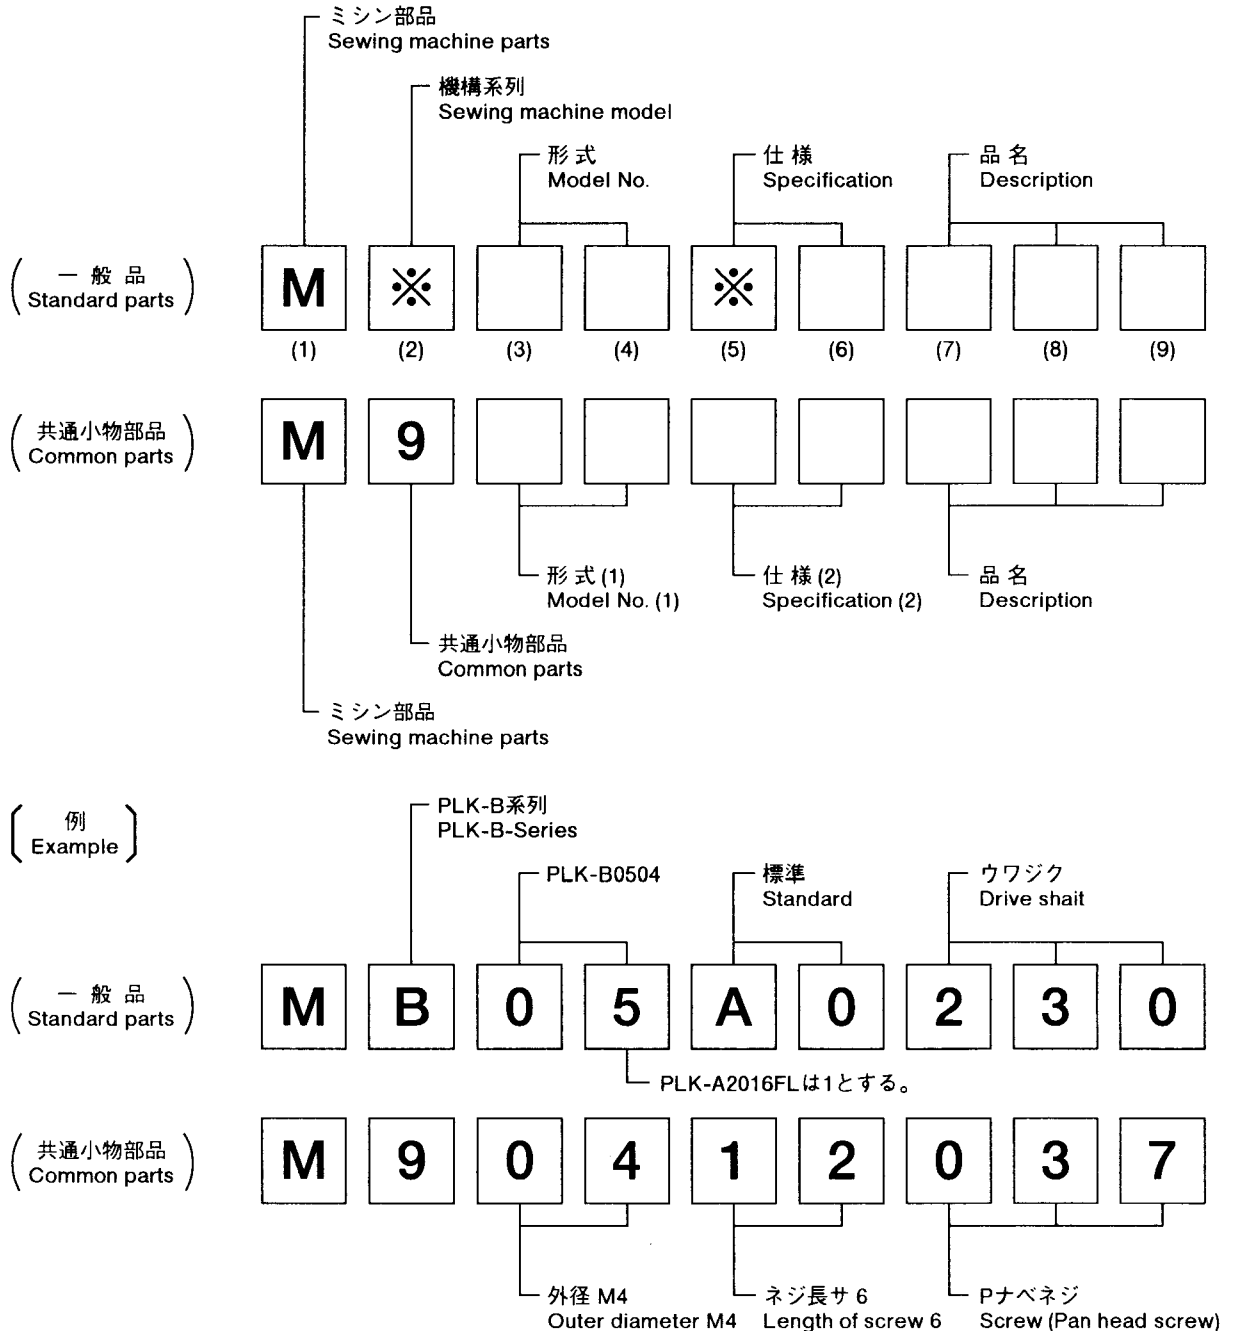 ミシン部品
Sewing machine parts
機構系列
Sewing machine model
形 式
Model No.
仕 様
Specification
品 名
Description
一 般 品
Standard parts
M ※ ※
(1) (2) (3) (4) (5) (6) (7) (8) (9)
共通小物部品
Common parts
M 9
形 式 (1)
Model No. (1)
仕 様 (2)
Specification (2)
品 名
Description
共通小物部品
Common parts
ミシン部品
Sewing machine parts
例
Example
PLK-B系列
PLK-B-Series
PLK-B0504
標準
Standard
ウワジク
Drive shait
一 般 品
Standard parts
M B 0 5 A 0 2 3 0
PLK-A2016FLは1とする。
共通小物部品
Common parts
M 9 0 4 1 2 0 3 7
外径 M4
Outer diameter M4
ネジ長サ 6
Length of screw 6
Pナベネジ
Screw (Pan head screw)